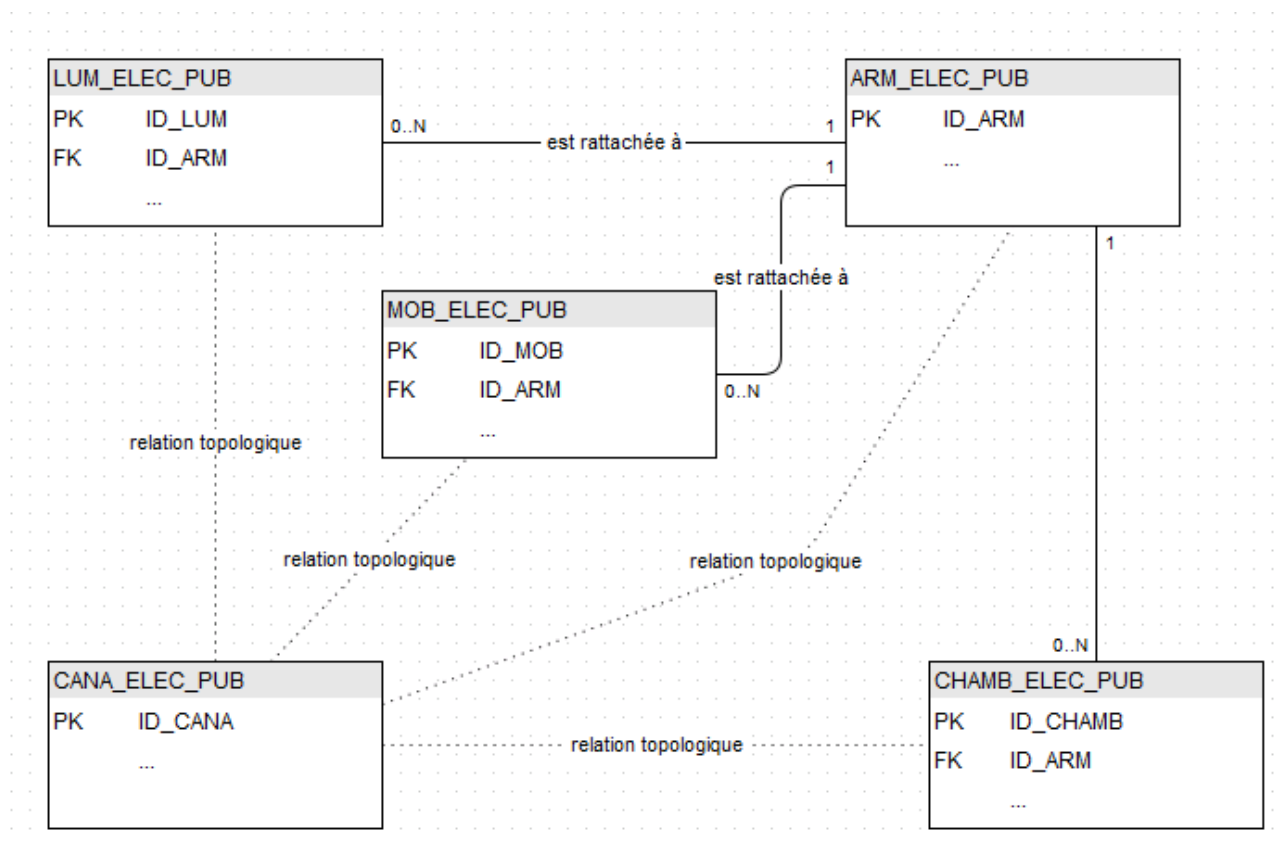 LUM_ELEC_PUB
PK ID_LUM
FK ID_ARM
...
0..N
est rattachée à
1
ARM_ELEC_PUB
PK ID_ARM
...
1
1
est rattachée à
MOB_ELEC_PUB
PK ID_MOB
FK ID_ARM
...
0..N
relation topologique
relation topologique
relation topologique
0..N
CANA_ELEC_PUB
PK ID_CANA
...
relation topologique
CHAMB_ELEC_PUB
PK ID_CHAMB
FK ID_ARM
...